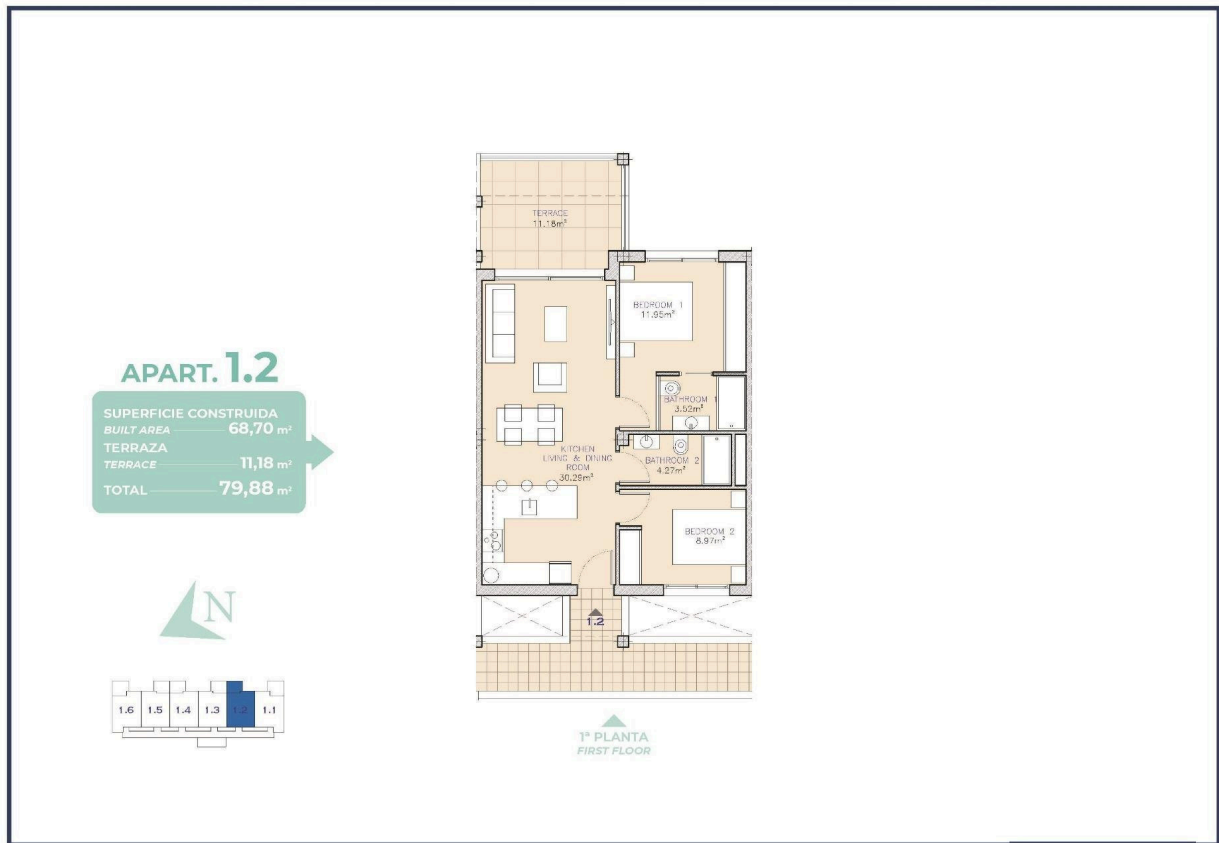 TERRACE
11.18m²
BEDROOM 1
11.95m²
BATHROOM 1
3.52m²
KITCHEN
LIVING & DINING
ROOM
30.29m²
BATHROOM 2
4.27m²
BEDROOM 2
8.97m²
1.2
APART. 1.2
SUPERFICIE CONSTRUIDA
BUILT AREA 68,70 m²
TERRAZA
TERRACE 11,18 m²
TOTAL 79,88 m²
N
1.6 1.5 1.4 1.3 1.2 1.1
1ª PLANTA
FIRST FLOOR